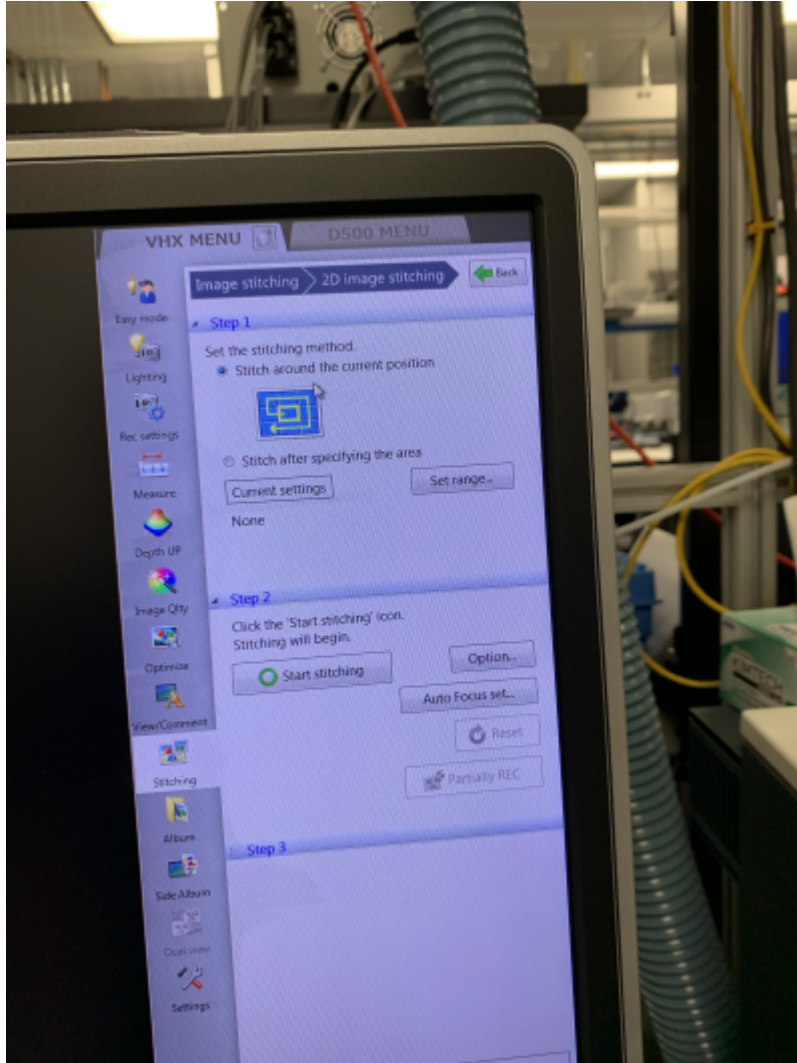 VHX MENU
D500 MENU
Image stitching
2D image stitching
Back
Easy mode
Lighting
Rec settings
Measure
Depth UP
Image Qlty
Optimize
View/Comment
Stitching
Album
Side Album
Dual view
Settings
Step 1
Set the stitching method.
Stitch around the current position
Stitch after specifying the area
Current settings
Set range..
None
Step 2
Click the 'Start stitching' icon.
Stitching will begin.
Start stitching
Option..
Auto Focus set...
Reset
Partially REC
Step 3
KIMTECH